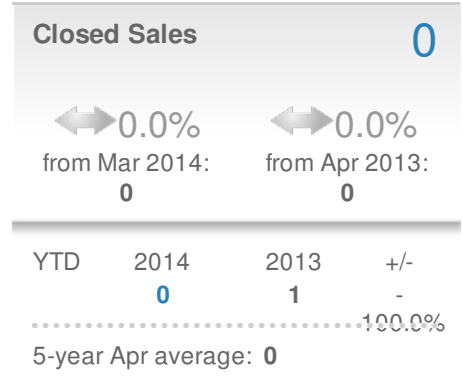 Closed Sales 0
0.0% 0.0%
from Mar 2014: from Apr 2013:
0 0
YTD 2014 2013 +/-
0 1 -
100.0%
5-year Apr average: 0